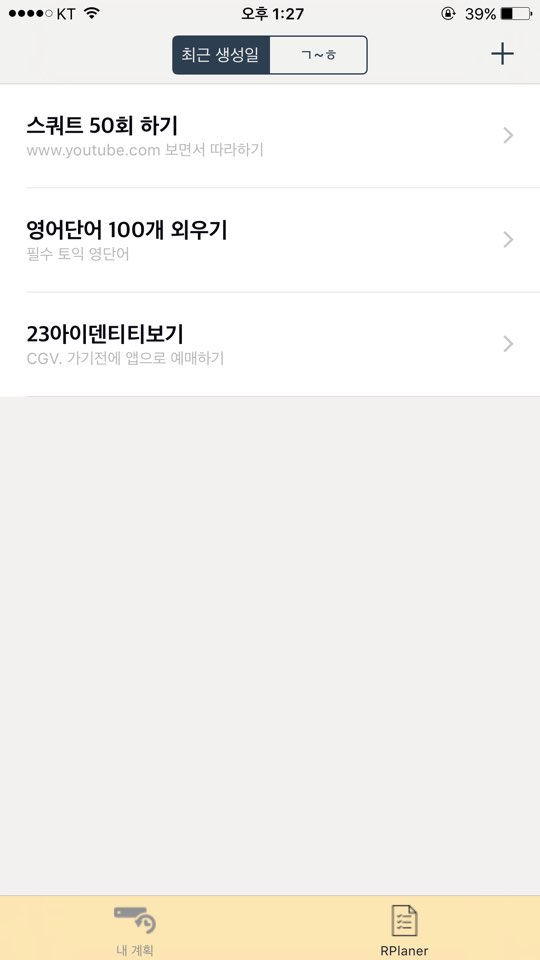 KT 오후 1:27 39%
최근 생성일 ㄱ~ㅎ
스쿼트 50회 하기
www.youtube.com 보면서 따라하기
영어단어 100개 외우기
필수 토익 영단어
23아이덴티티보기
CGV. 가기전에 앱으로 예매하기
내 계획 RPlaner